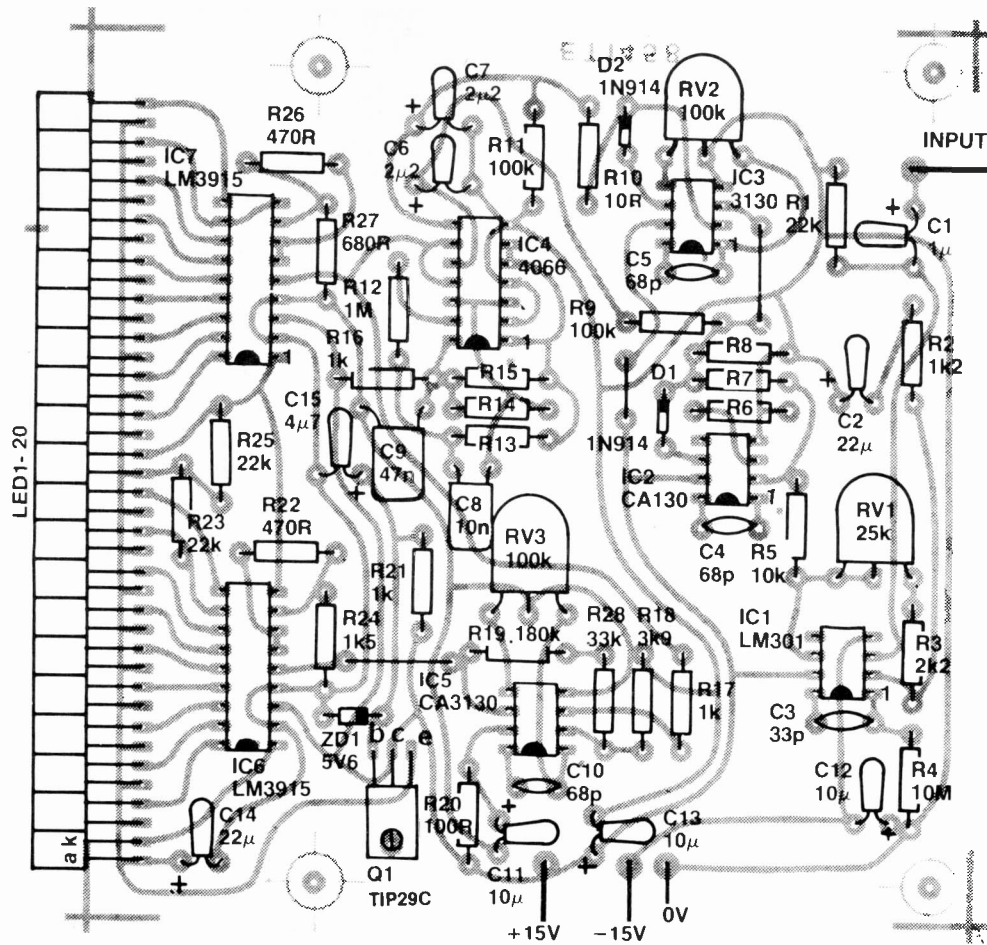 ETI 458
C7
2μ2
D2
1N914
RV2
100k
R26
470R
IC7
LM3915
C6
2μ2
R11
100k
INPUT
R10
10R
IC3
3130
R1
22k
R27
680R
IC4
4066
C1
1μ
C5
68p
R12
1M
R9
100k
R16
1k
1
1
1
R8
R2
1k2
R15
R7
D1
C15
4μ7
R14
R6
R25
22k
C9
47n
R13
1N914
C2
22μ
LED1-20
IC2
CA130
1
R23
22k
R22
470R
C8
10n
RV3
100k
C4
68p
R5
10k
RV1
25k
R21
1k
R24
1k5
R19 180k
R28
33k
R18
3k9
IC1
LM301
R3
2k2
IC5
CA3130
R17
1k
1
ZD1
5V6
b c e
C3
33p
IC6
LM3915
C10
68p
C12
10μ
R4
10M
C14
22μ
R20
100R
C13
10μ
a k
Q1
TIP29C
C11
10μ
+15V
−15V
0V